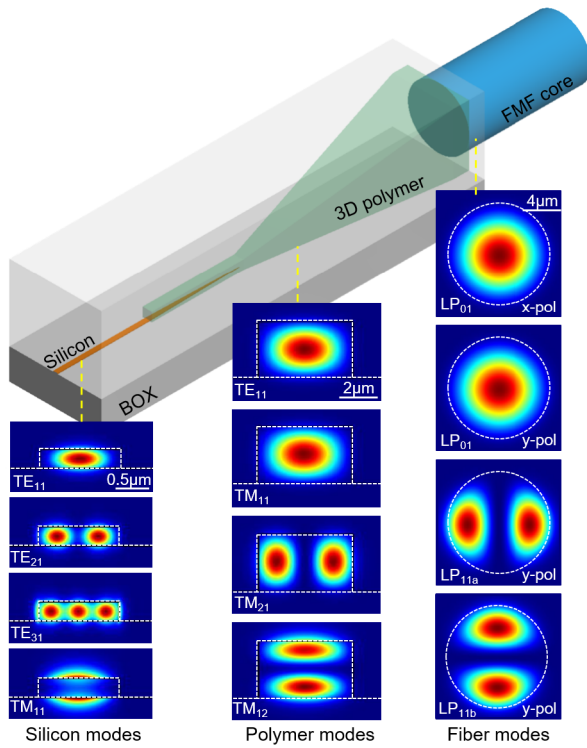 FMF core
3D polymer
Silicon
BOX
TE₁₁
0.5μm
TE₂₁
TE₃₁
TM₁₁
Silicon modes
TE₁₁
2μm
TM₁₁
TM₂₁
TM₁₂
Polymer modes
4μm
LP₀₁ x-pol
LP₀₁ y-pol
LP₁₁ₐ y-pol
LP₁₁b y-pol
Fiber modes